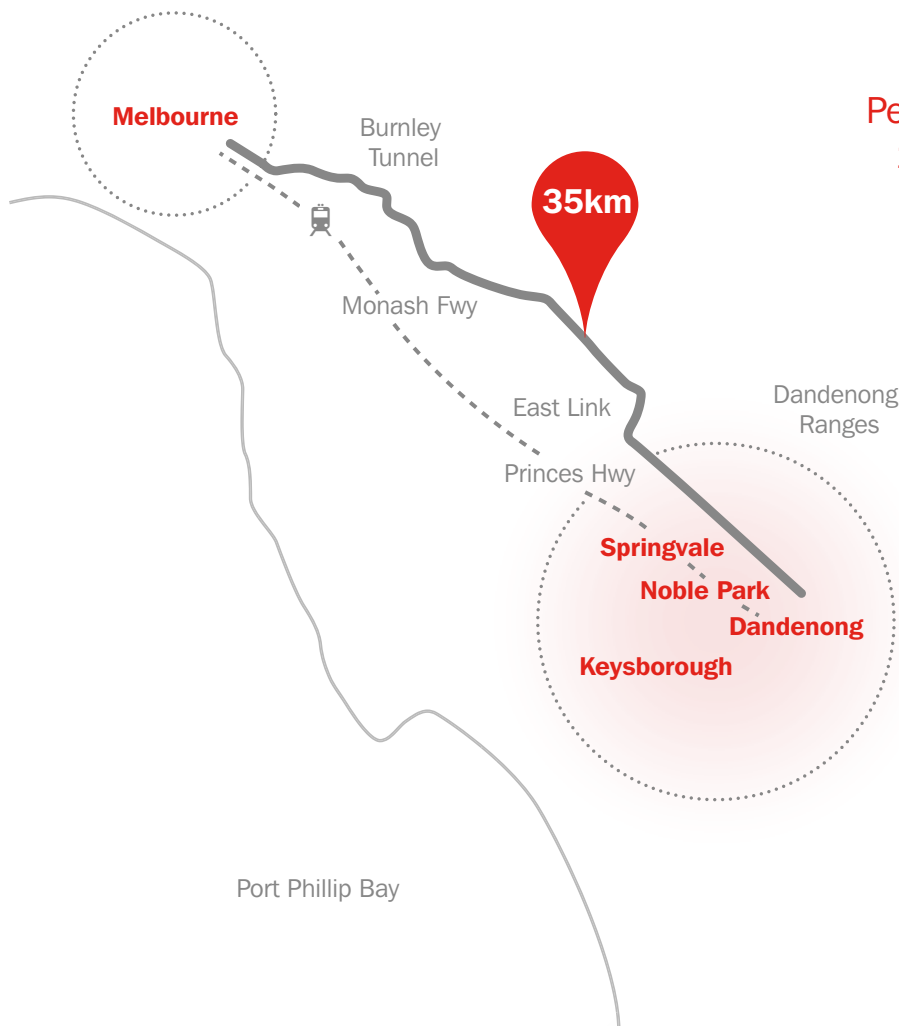 Melbourne
Burnley
Tunnel
35km
Monash Fwy
East Link
Dandenong
Ranges
Princes Hwy
Springvale
Noble Park
Dandenong
Keysborough
Port Phillip Bay